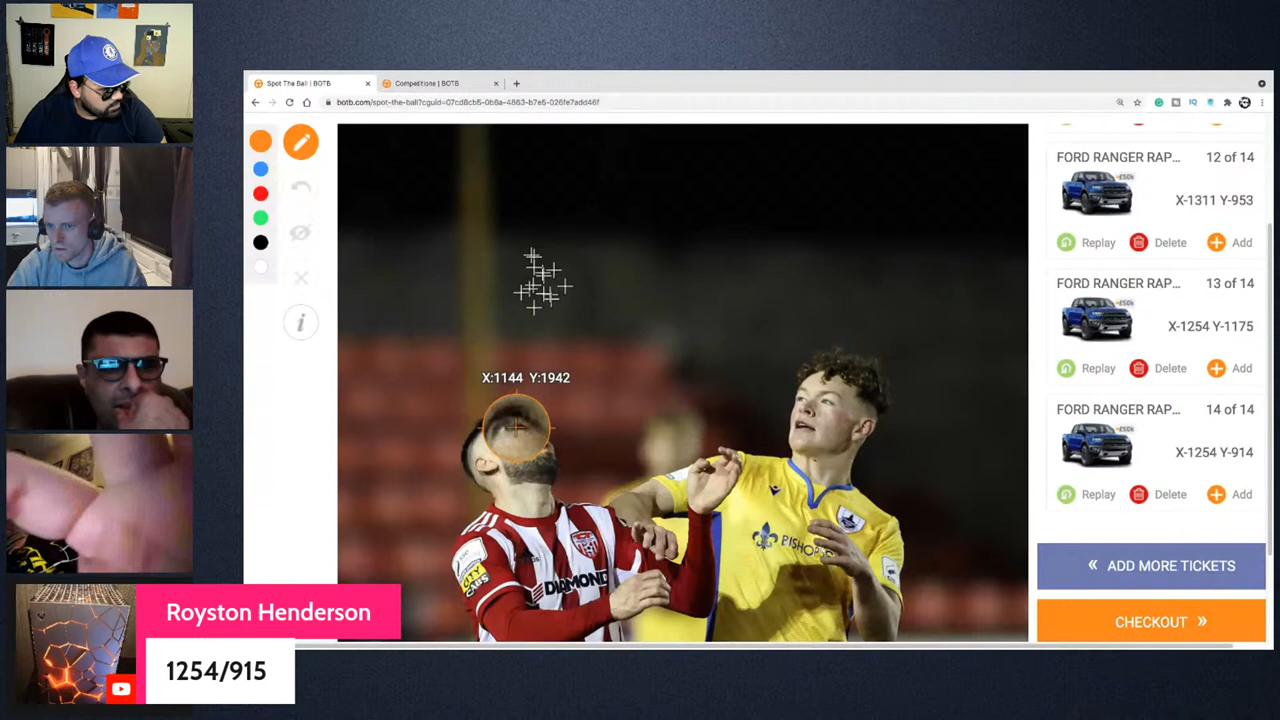 Spot The Ball | BOTB
Competitions | BOTB
botb.com/spot-the-ball?cguid=07cd8cb5-0b8a-4863-b7e5-026fe7add46f
FORD RANGER RAP... 12 of 14
X-1311 Y-953
Replay Delete Add
FORD RANGER RAP... 13 of 14
X-1254 Y-1175
Replay Delete Add
FORD RANGER RAP... 14 of 14
X-1254 Y-914
Replay Delete Add
« ADD MORE TICKETS
CHECKOUT »
X:1144 Y:1942
DIAMOND
BISHOPS
CITY
CABS
Royston Henderson
1254/915